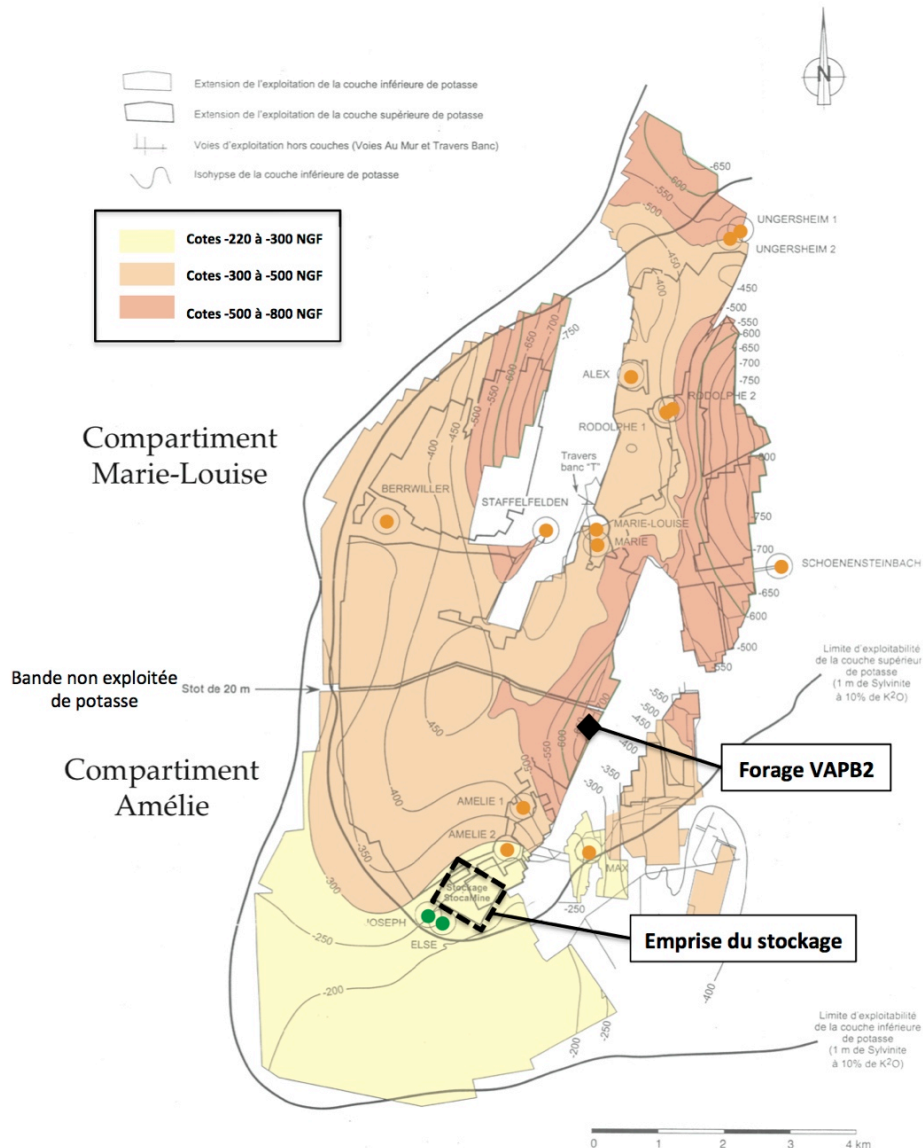 Extension de l'exploitation de la couche inférieure de potasse
Extension de l'exploitation de la couche supérieure de potasse
Voies d'exploitation hors couches (Voies Au Mur et Travers Banc)
Isohypse de la couche inférieure de potasse
N
Cotes -220 à -300 NGF
Cotes -300 à -500 NGF
Cotes -500 à -800 NGF
-650
-600
-550
-500
UNGERSHEIM 1
UNGERSHEIM 2
-450
-400
-450
-500
-550
-600
-650
-700
-750
-750
-700
-650
-600
-550
-500
-450
-400
ALEX
RODOLPHE 2
RODOLPHE 1
Compartiment
Marie-Louise
Travers
banc "T"
BERRWILLER
STAFFELFELDEN
MARIE-LOUISE
MARIE
-800
-750
-700
SCHOENENSTEINBACH
-650
-600
-500
-550
Limite d'exploitabilité
de la couche supérieure
de potasse
(1 m de Sylvinite
à 10% de K²O)
Bande non exploitée
de potasse
Stot de 20 m
-450
-550
-500
-450
-400
-350
-300
Forage VAPB2
Compartiment
Amélie
-700
-600
-550
500
-400
-350
-300
AMELIE 1
AMELIE 2
MAX
-250
Stockage
StocaMine
JOSEPH
ELSE
Emprise du stockage
-250
-200
-400
-200
-250
Limite d'exploitabilité
de la couche inférieure
de potasse
(1 m de Sylvinite
à 10% de K²O)
0 1 2 3 4 km